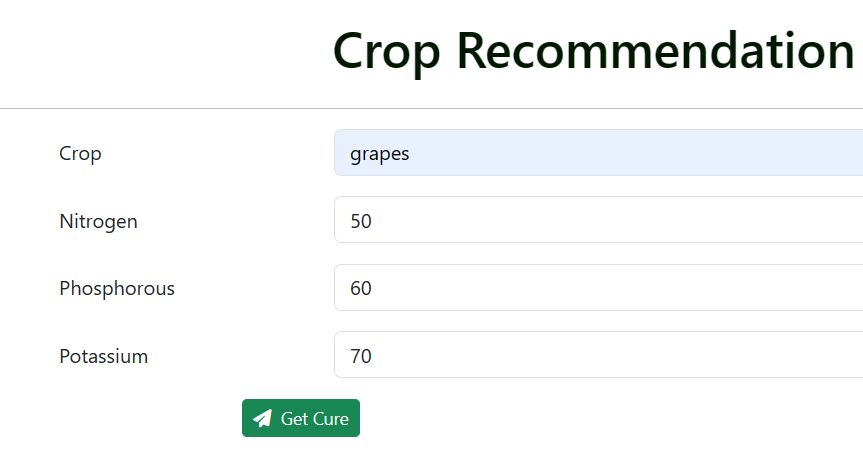 Crop Recommendation
Crop grapes
Nitrogen 50
Phosphorous 60
Potassium 70
Get Cure